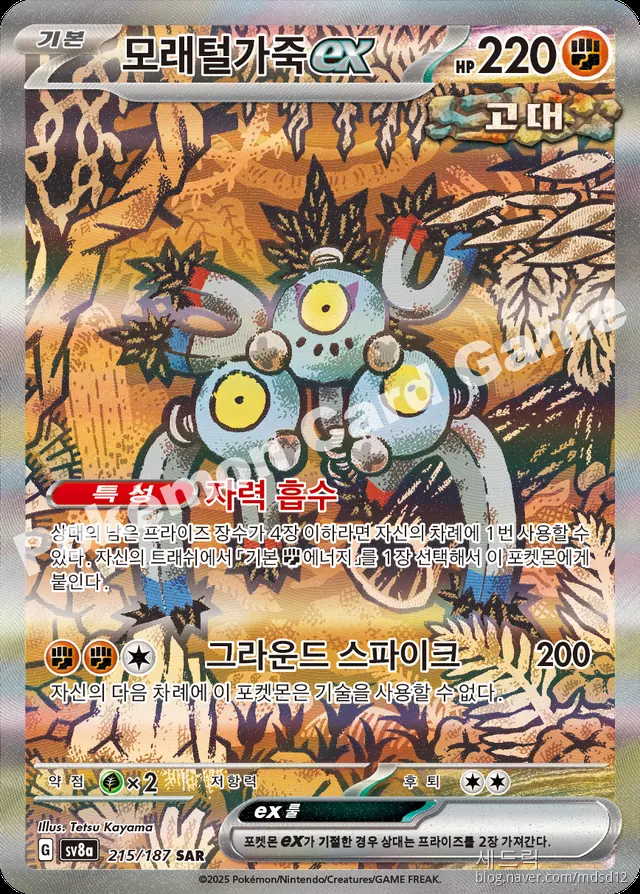 기본
모래털가죽ex
HP 220
고대
Pokémon Card Game
특성 자력 흡수
상대의 남은 프라이즈 장수가 4장 이하라면 자신의 차례에 1번 사용할 수
있다. 자신의 트래쉬에서 「기본 에너지」를 1장 선택해서 이 포켓몬에게
붙인다.
그라운드 스파이크 200
자신의 다음 차례에 이 포켓몬은 기술을 사용할 수 없다.
약점 ×2 저항력 후퇴
ex 룰
포켓몬 ex가 기절한 경우 상대는 프라이즈를 2장 가져간다.
Illus. Tetsu Kayama
G sv8a 215/187 SAR
©2025 Pokémon/Nintendo/Creatures/GAME FREAK.
세드릭
blog.naver.com/mdsd12